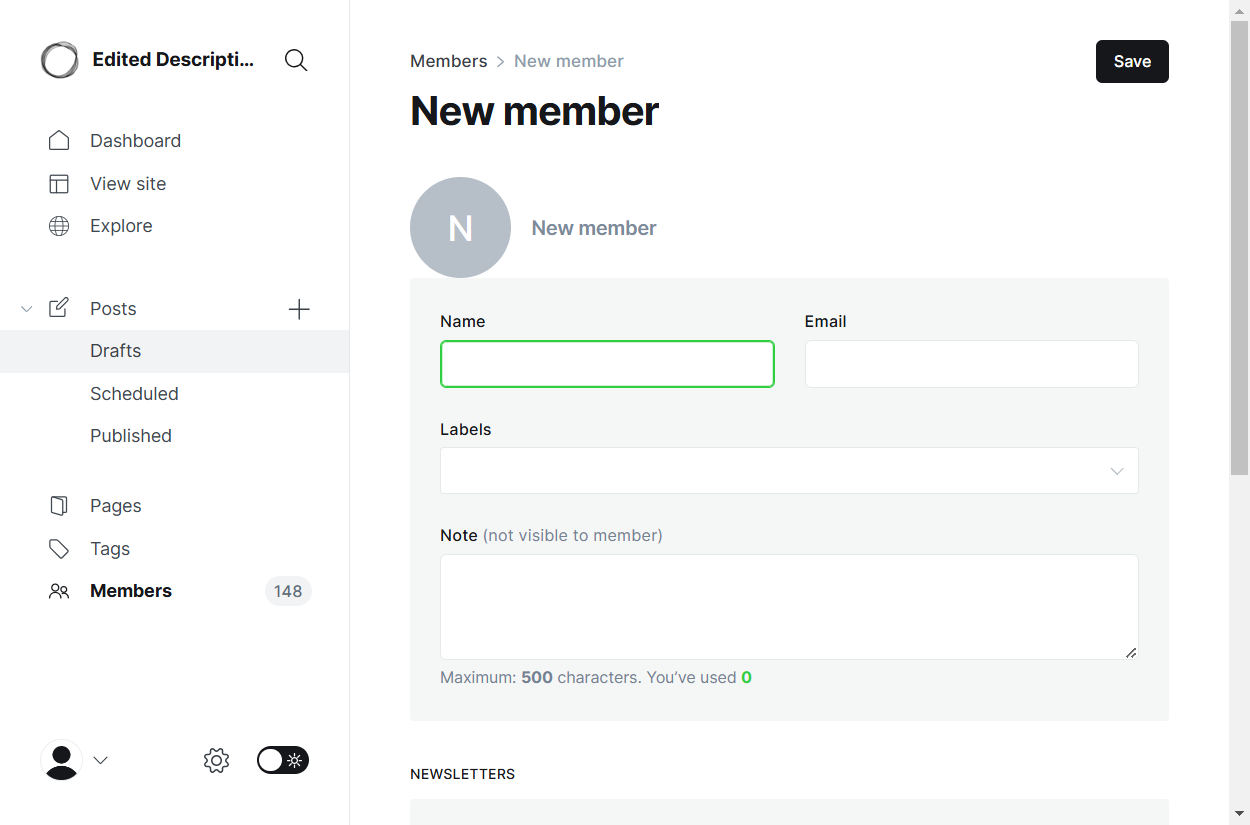 Edited Descripti...
Dashboard
View site
Explore
Posts
Drafts
Scheduled
Published
Pages
Tags
Members 148
Members > New member
Save
New member
N New member
Name Email
Labels
Note (not visible to member)
Maximum: 500 characters. You’ve used 0
NEWSLETTERS